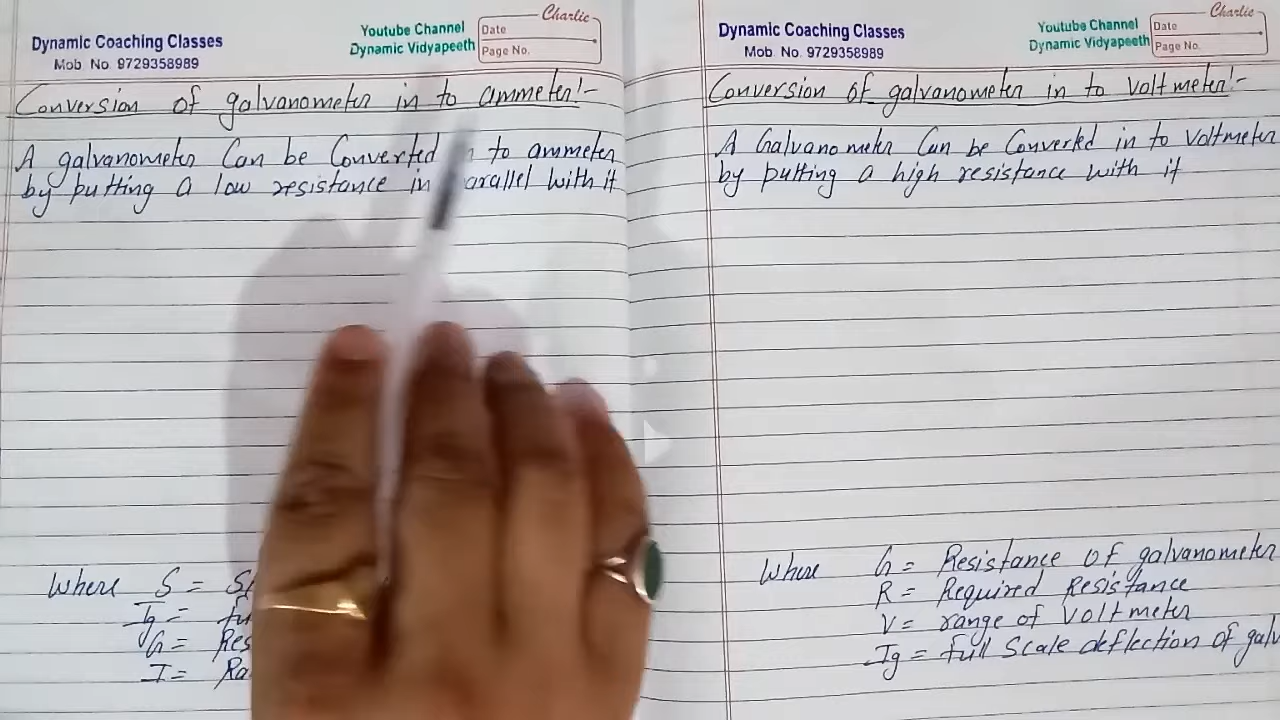 Dynamic Coaching Classes
Mob No 9729358989
Youtube Channel
Dynamic Vidyapeeth
Charlie
Date
Page No.
Conversion of galvanometer in to ammeter!-
A galvanometer Can be Converted to ammeter
by putting a low resistance in parallel with it
Where S =
Ig =
G =
I =
Dynamic Coaching Classes
Mob No. 9729358989
Youtube Channel
Dynamic Vidyapeeth
Charlie
Date
Page No.
Conversion of galvanometer in to voltmeter!-
A Galvanometer Can be Converted in to Voltmeter
by putting a high resistance with it
Where G = Resistance of galvanometer
R = Required Resistance
V = range of voltmeter
Ig = full Scale deflection of